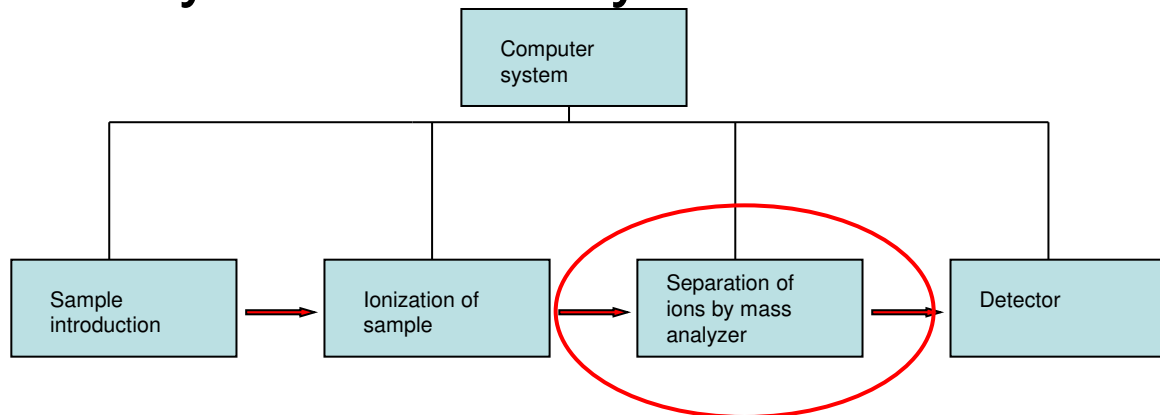 Computer
system
Sample
introduction
Ionization of
sample
Separation of
ions by mass
analyzer
Detector